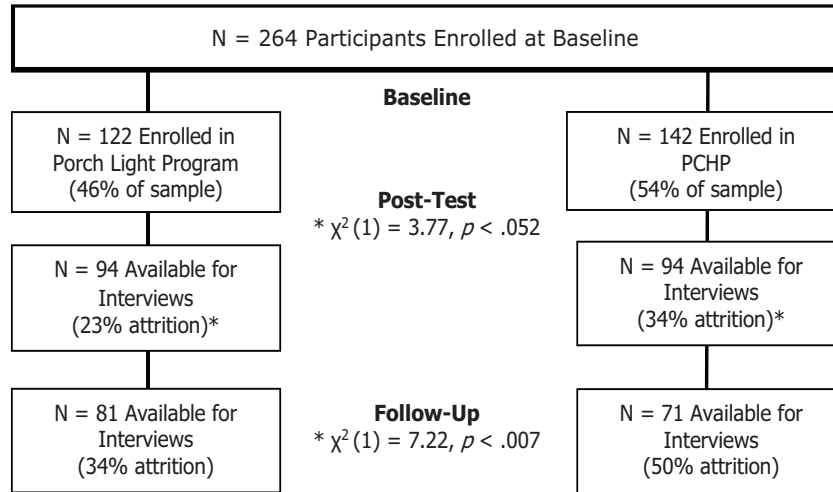 N = 264 Participants Enrolled at Baseline
Baseline
N = 122 Enrolled in
Porch Light Program
(46% of sample)
N = 142 Enrolled in
PCHP
(54% of sample)
Post-Test
* χ² (1) = 3.77, p < .052
N = 94 Available for
Interviews
(23% attrition)*
N = 94 Available for
Interviews
(34% attrition)*
Follow-Up
* χ² (1) = 7.22, p < .007
N = 81 Available for
Interviews
(34% attrition)
N = 71 Available for
Interviews
(50% attrition)